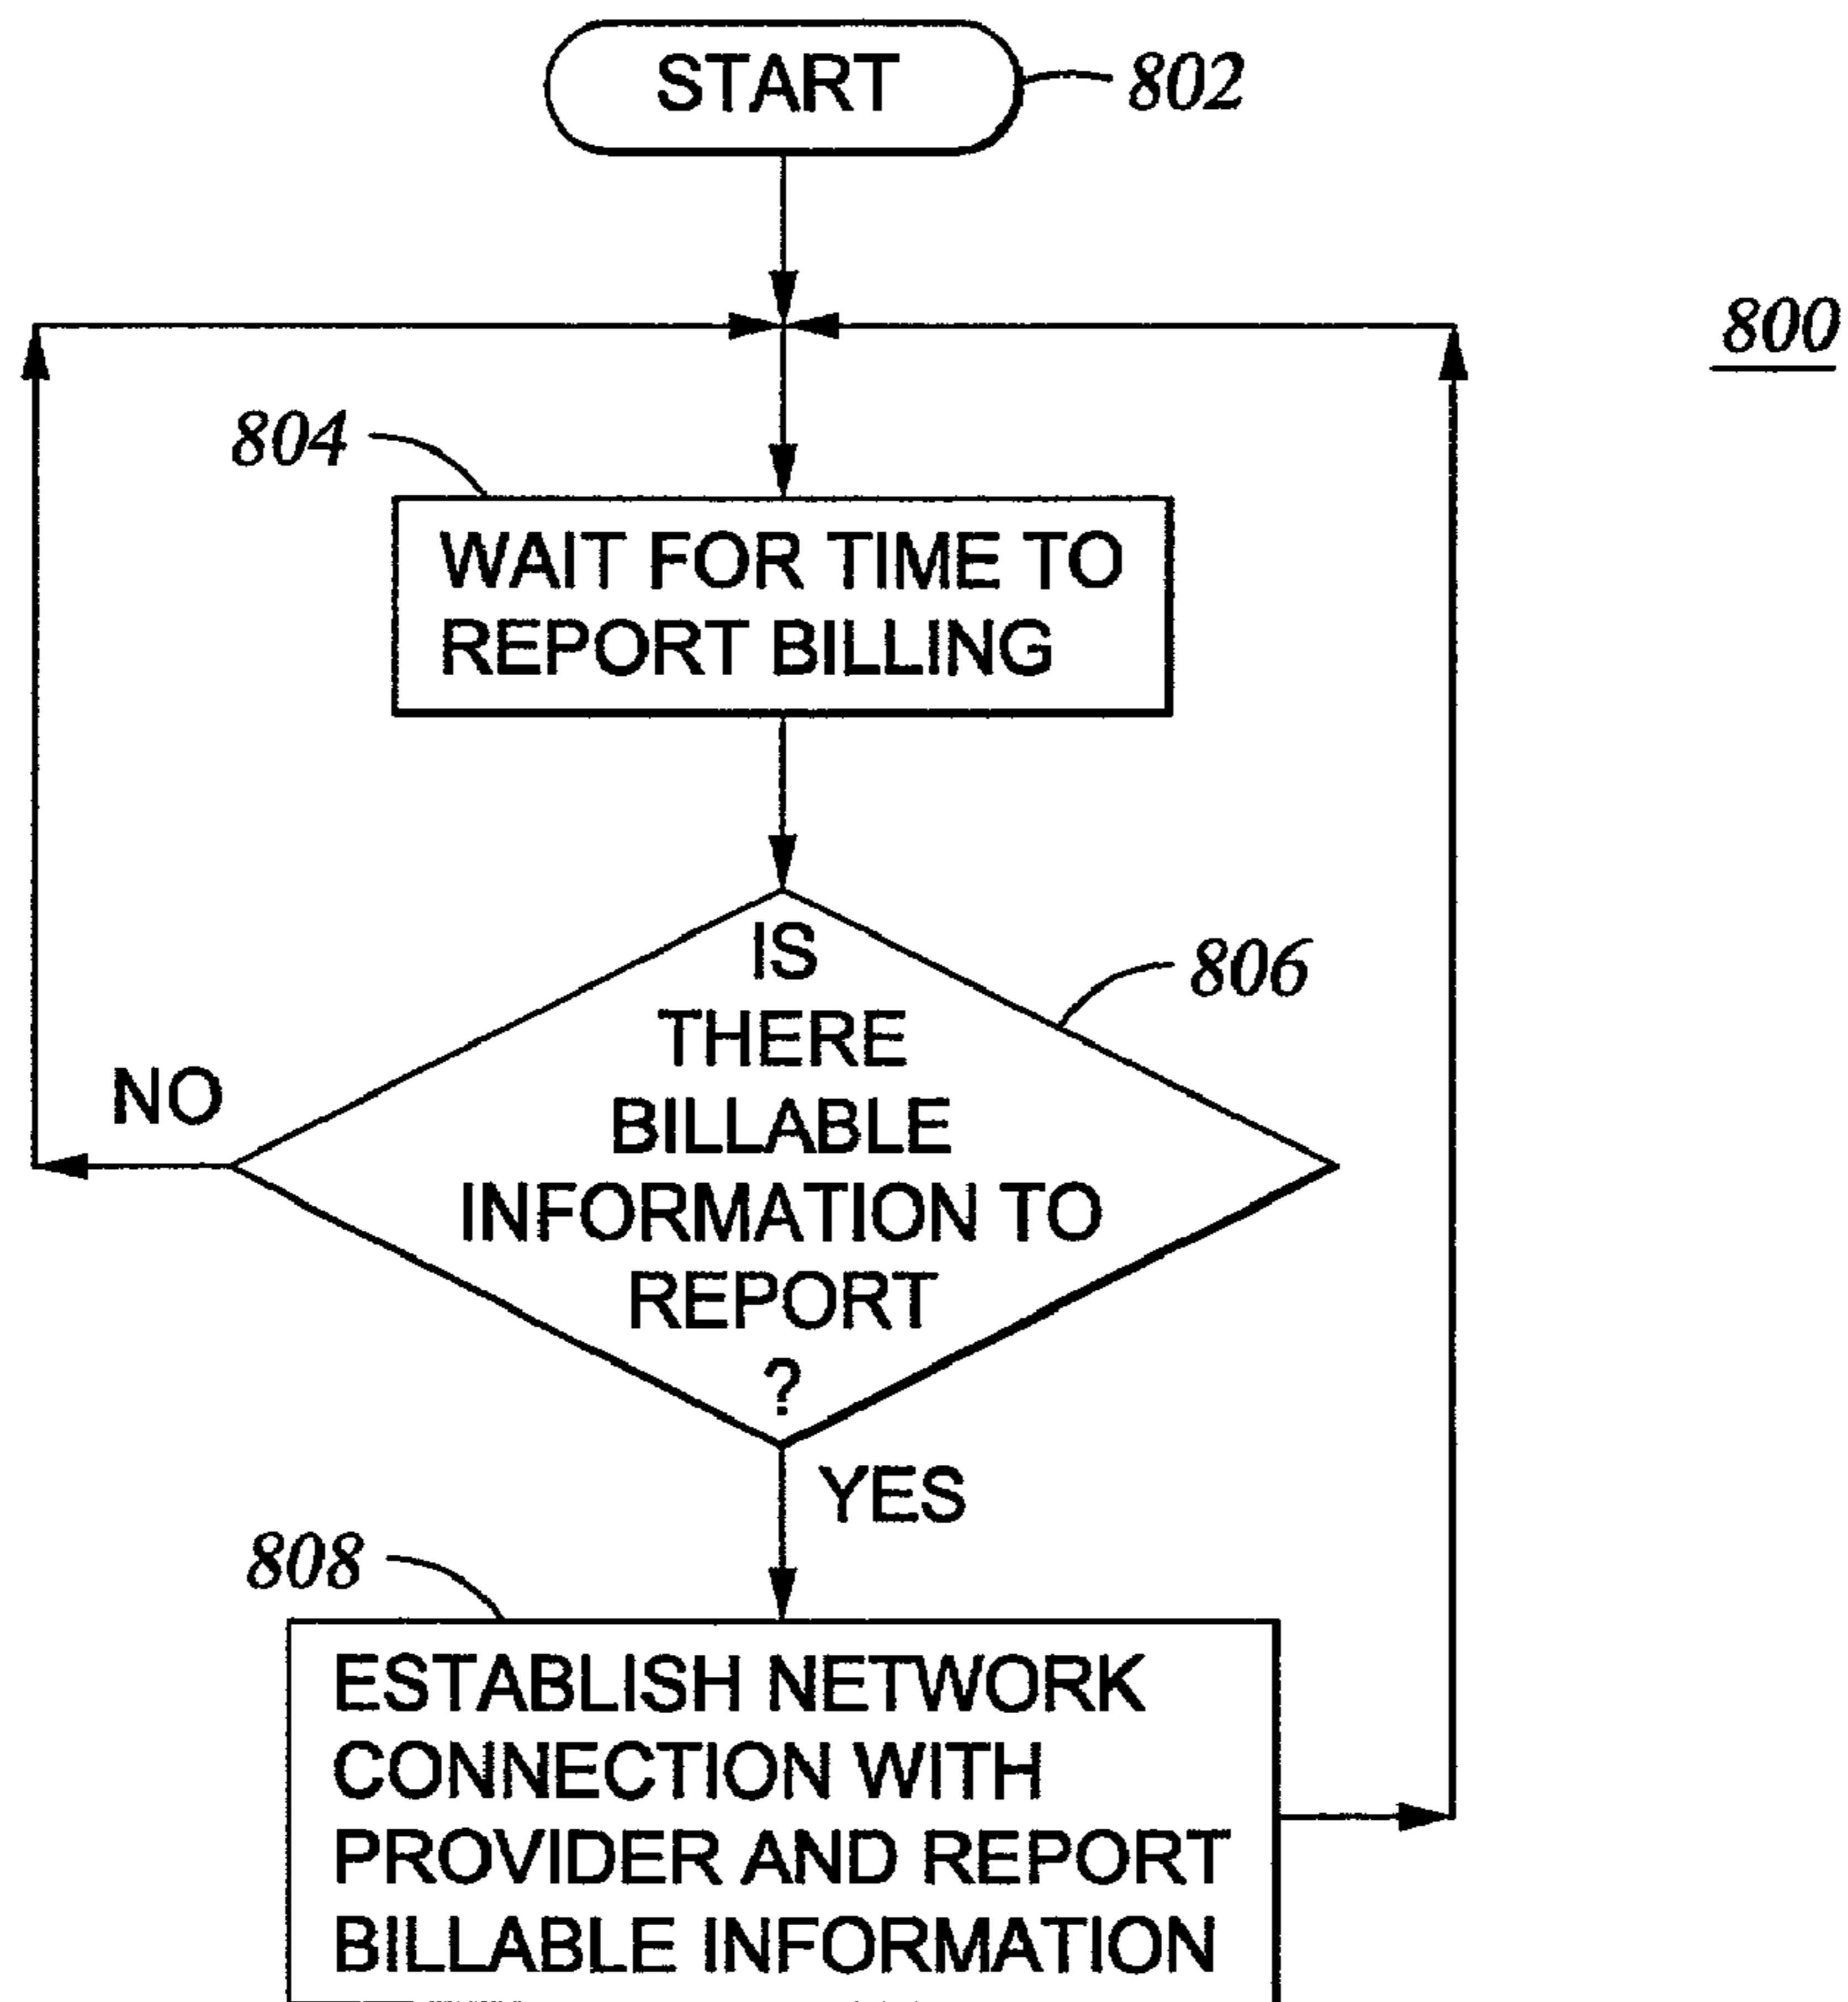 START
802
800
804
WAIT FOR TIME TO
REPORT BILLING
IS
THERE
BILLABLE
INFORMATION TO
REPORT
?
806
NO
YES
808
ESTABLISH NETWORK
CONNECTION WITH
PROVIDER AND REPORT
BILLABLE INFORMATION